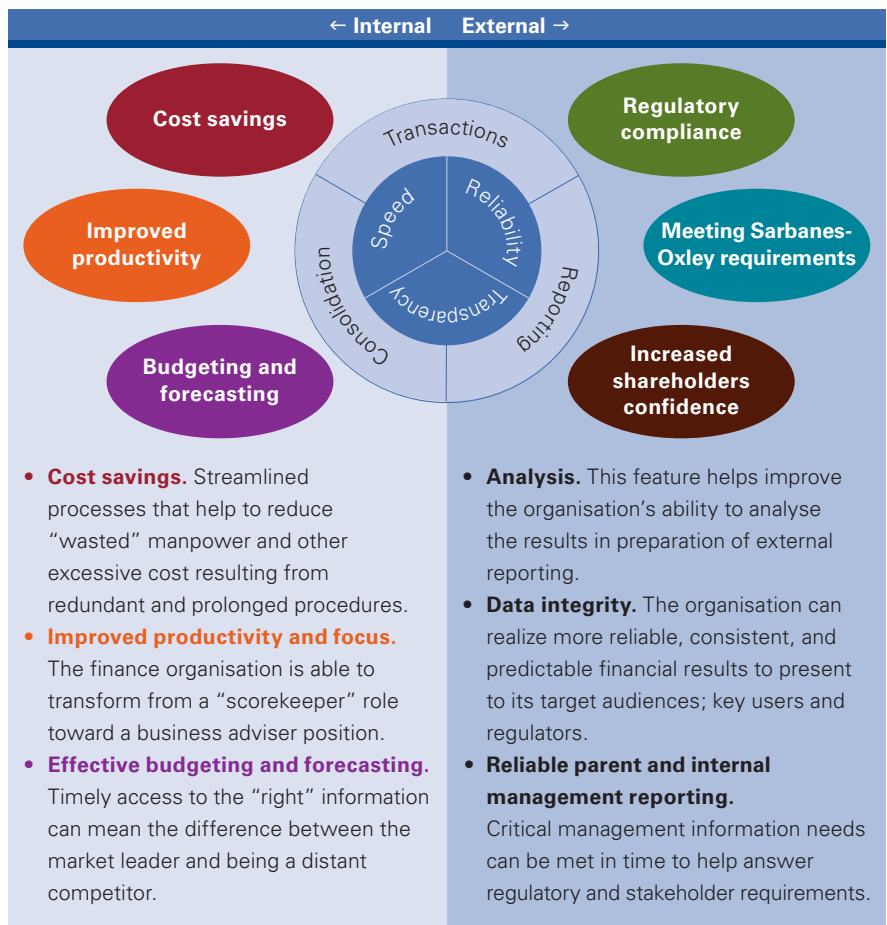 ← Internal External →
Cost savings
Improved
productivity
Budgeting and
forecasting
Transactions
Consolidation
Reporting
Speed
Reliability
Transparency
Regulatory
compliance
Meeting Sarbanes-
Oxley requirements
Increased
shareholders
confidence
• Cost savings. Streamlined
processes that help to reduce
“wasted” manpower and other
excessive cost resulting from
redundant and prolonged procedures.
• Improved productivity and focus.
The finance organisation is able to
transform from a “scorekeeper” role
toward a business adviser position.
• Effective budgeting and forecasting.
Timely access to the “right” information
can mean the difference between the
market leader and being a distant
competitor.
• Analysis. This feature helps improve
the organisation’s ability to analyse
the results in preparation of external
reporting.
• Data integrity. The organisation can
realize more reliable, consistent, and
predictable financial results to present
to its target audiences; key users and
regulators.
• Reliable parent and internal
management reporting.
Critical management information needs
can be met in time to help answer
regulatory and stakeholder requirements.